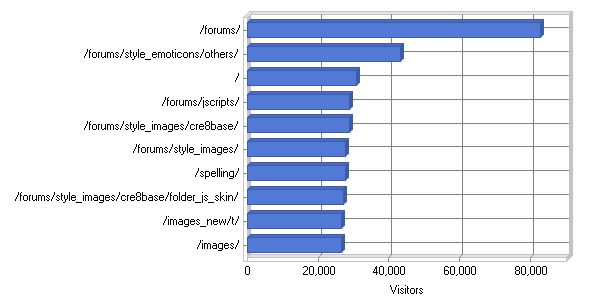 /forums/
/forums/style_emoticons/others/
/
/forums/jscripts/
/forums/style_images/cre8base/
/forums/style_images/
/spelling/
/forums/style_images/cre8base/folder_js_skin/
/images_new/t/
/images/
0 20,000 40,000 60,000 80,000
Visitors